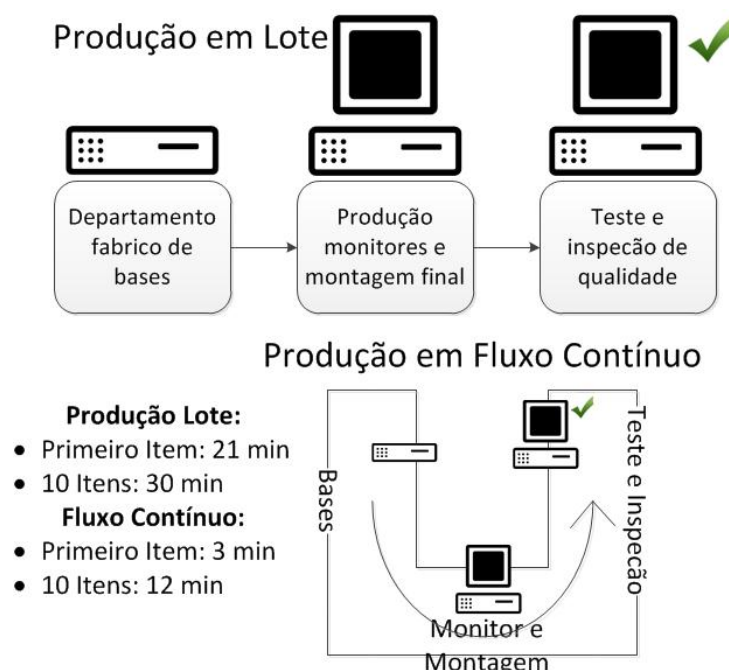 Produção em Lote
Departamento
fabrico de
bases
Produção
monitores e
montagem final
Teste e
inspecão de
qualidade
Produção em Fluxo Contínuo
Produção Lote:
• Primeiro Item: 21 min
• 10 Itens: 30 min
Fluxo Contínuo:
• Primeiro Item: 3 min
• 10 Itens: 12 min
Bases
Monitor e
Montagem
Teste e Inspecão